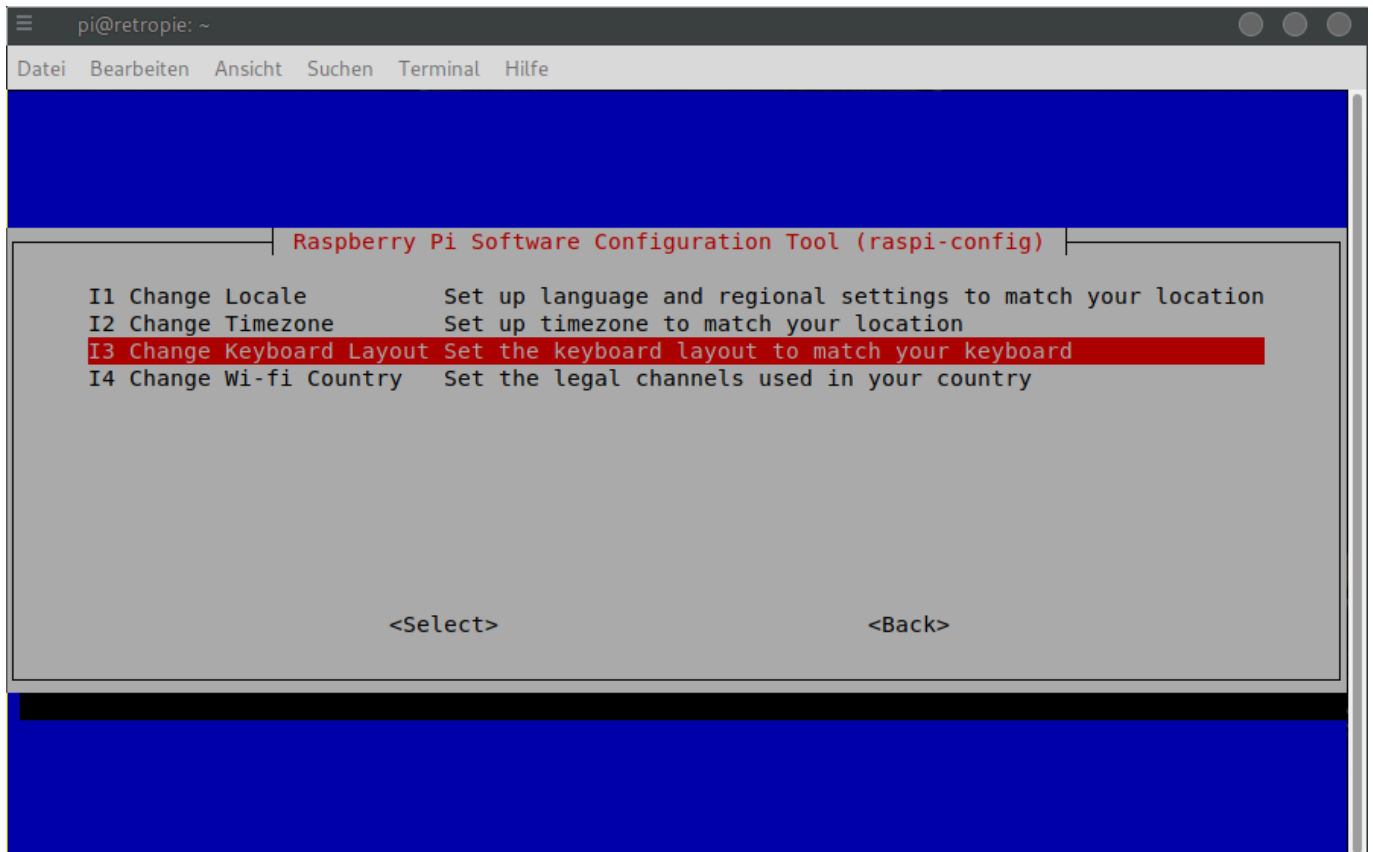 pi@retropie: ~
Datei Bearbeiten Ansicht Suchen Terminal Hilfe
Raspberry Pi Software Configuration Tool (raspi-config)
I1 Change Locale Set up language and regional settings to match your location
I2 Change Timezone Set up timezone to match your location
I3 Change Keyboard Layout Set the keyboard layout to match your keyboard
I4 Change Wi-fi Country Set the legal channels used in your country
<Select> <Back>